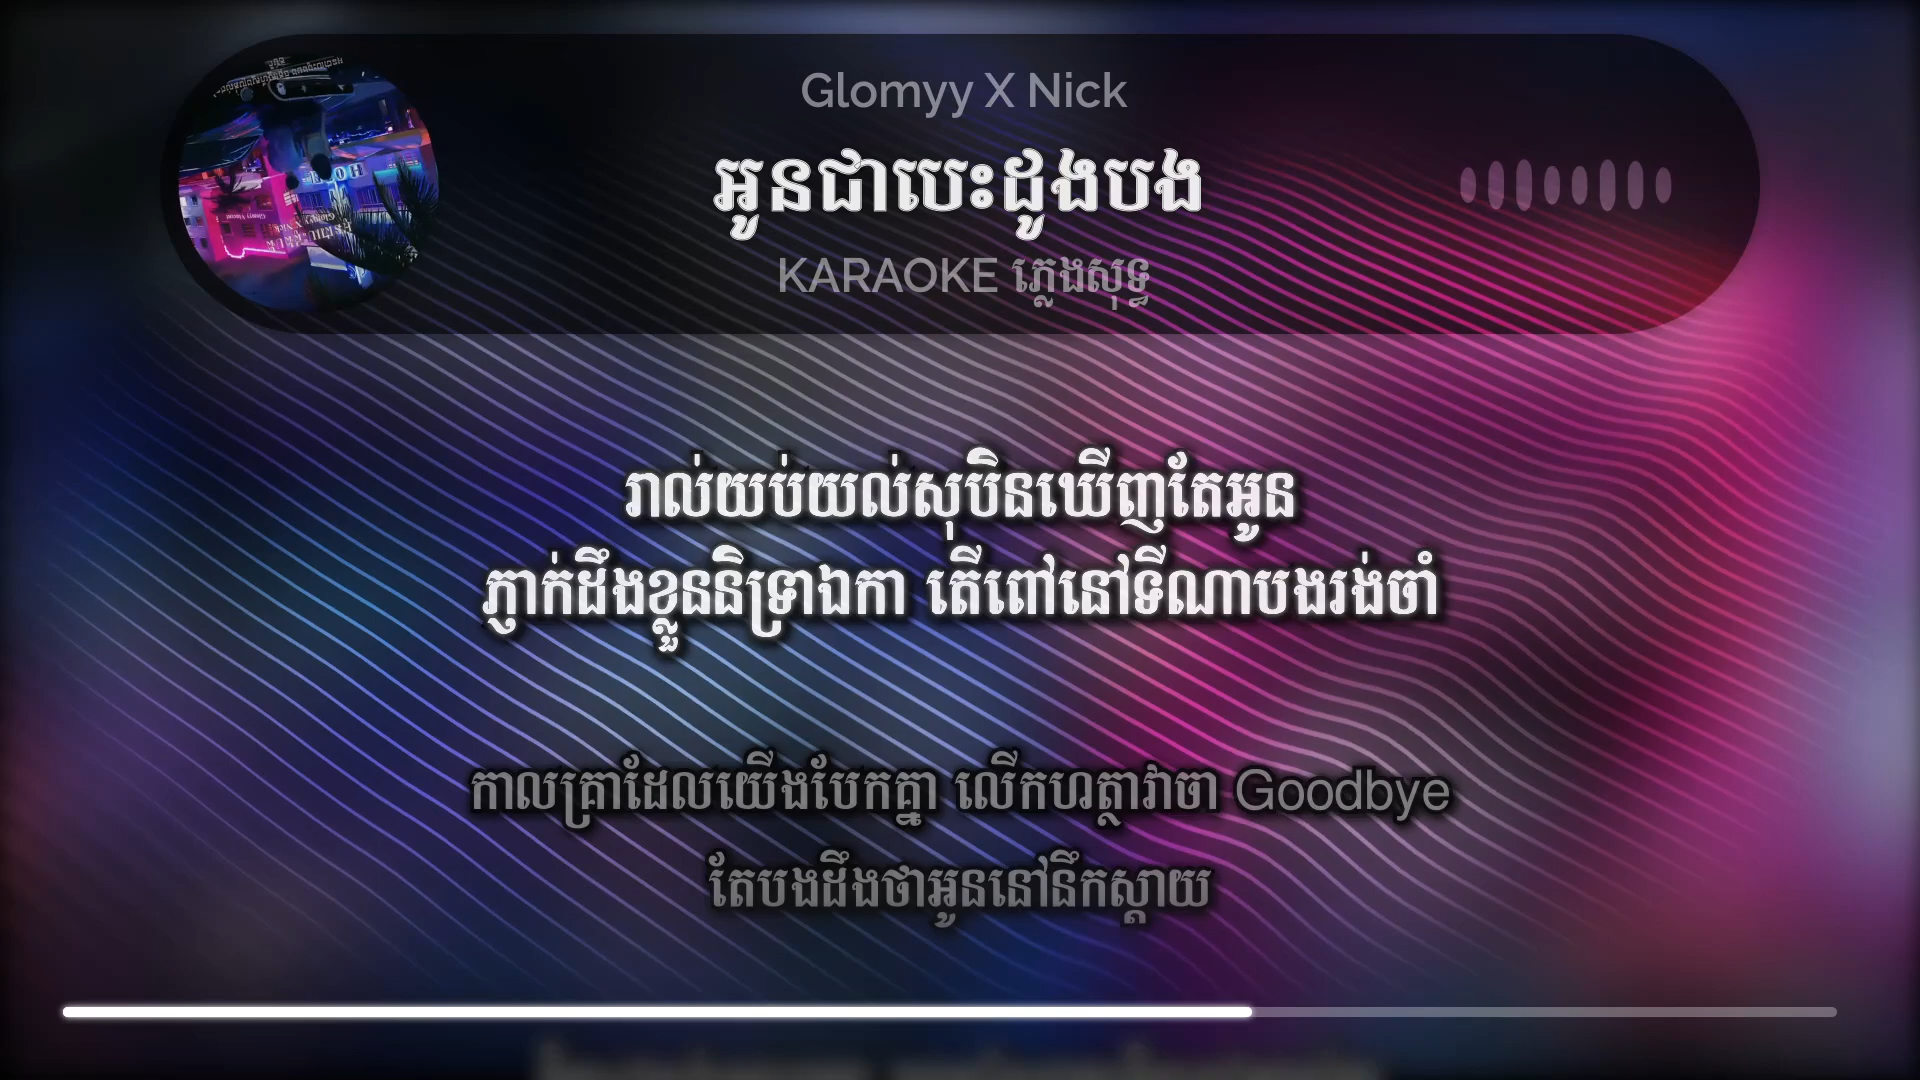 Glomyy X Nick
អូនជាបេះដូងបង
KARAOKE ភ្លេងសុទ្ធ
រាល់យប់យល់សុបិនឃើញតែអូន
ភ្ញាក់ដឹងខ្លួននិទ្រាឯកា តើពៅនៅទីណាបងរង់ចាំ
កាលគ្រាដែលយើងបែកគ្នា លើកហត្ថាវាចា Goodbye
តែបងដឹងថាអូននៅនឹកស្ដាយ